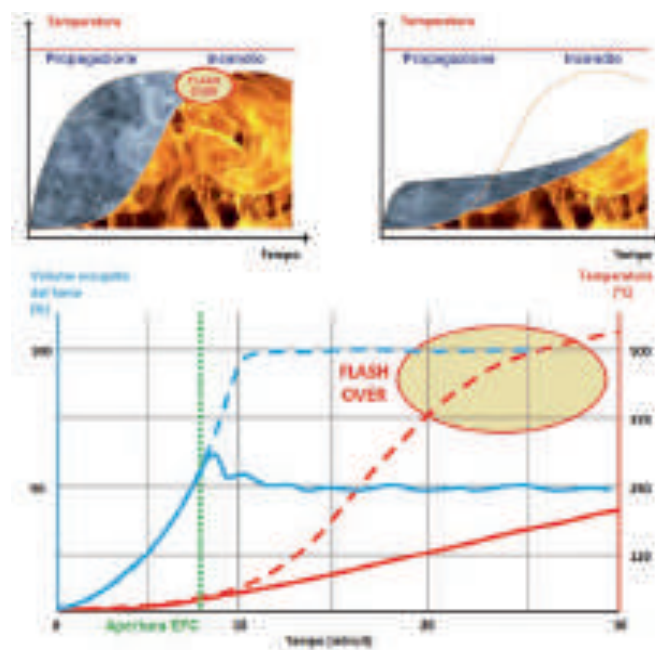 Temperatura
Propagazione
Incendio
FLASH
OVER
Tempo
Temperatura
Propagazione
Incendio
Tempo
Volume occupato
dal fumo
[%]
Temperatura
[°C]
100
50
FLASH
OVER
500
250
0
10
20
30
Apertura EFC
Tempo [minuti]